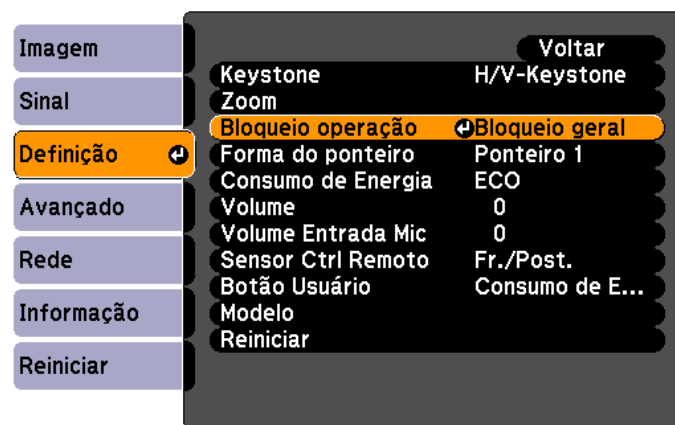 Imagem
Sinal
Definição
Avançado
Rede
Informação
Reiniciar
Voltar
Keystone H/V-Keystone
Zoom
Bloqueio operação Bloqueio geral
Forma do ponteiro Ponteiro 1
Consumo de Energia ECO
Volume 0
Volume Entrada Mic 0
Sensor Ctrl Remoto Fr./Post.
Botão Usuário Consumo de E...
Modelo
Reiniciar